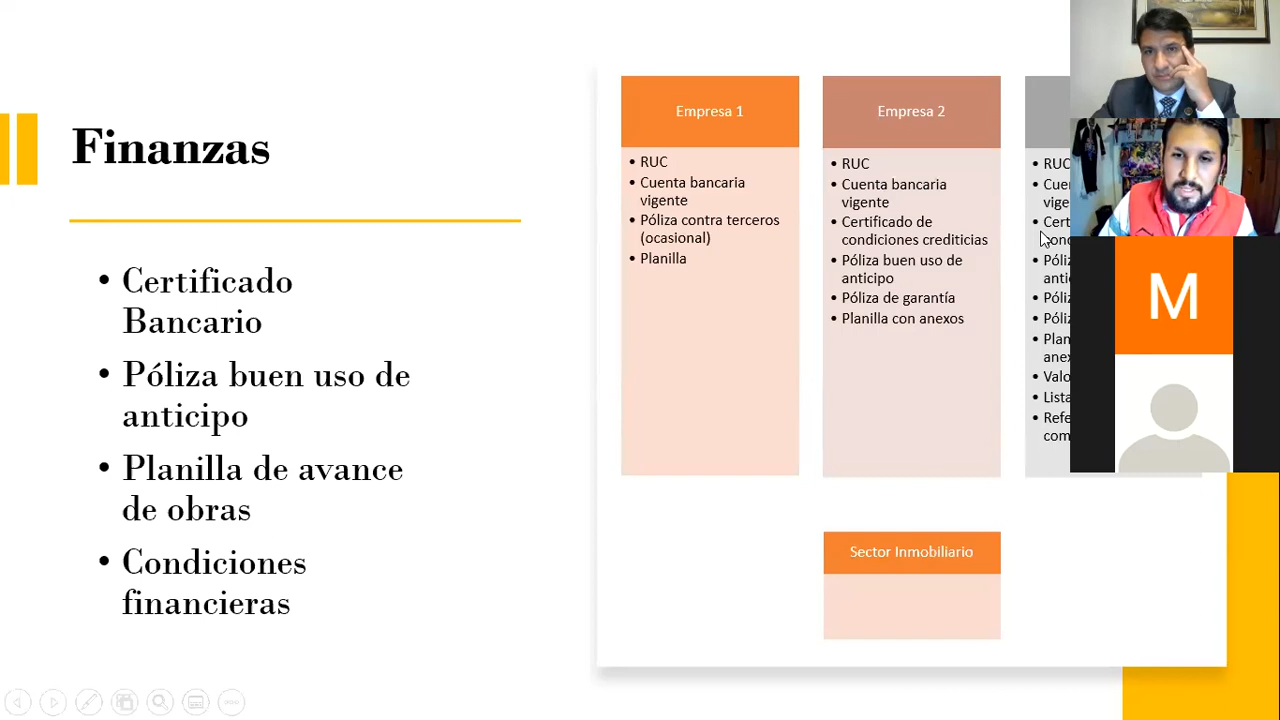 Finanzas
• Certificado
Bancario
• Póliza buen uso de
anticipo
• Planilla de avance
de obras
• Condiciones
financieras
Empresa 1
• RUC
• Cuenta bancaria
vigente
• Póliza contra terceros
(ocasional)
• Planilla
Empresa 2
• RUC
• Cuenta bancaria
vigente
• Certificado de
condiciones crediticias
• Póliza buen uso de
anticipo
• Póliza de garantía
• Planilla con anexos
• RUC
Sector Inmobiliario
M